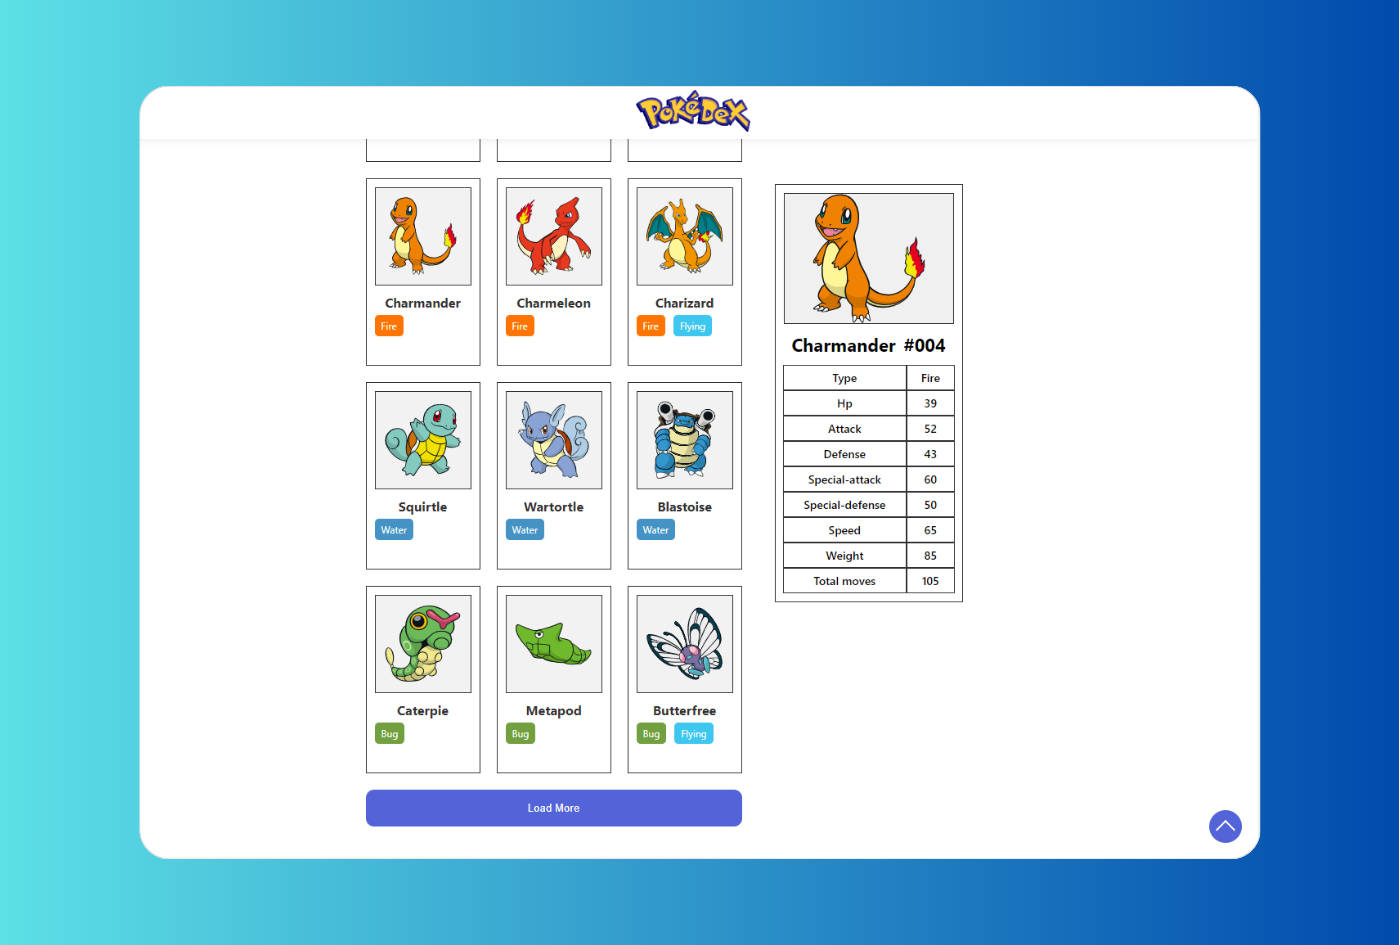 PokéDex
Charmander
Fire
Charmeleon
Fire
Charizard
Fire Flying
Squirtle
Water
Wartortle
Water
Blastoise
Water
Caterpie
Bug
Metapod
Bug
Butterfree
Bug Flying
Load More
Charmander #004
Type Fire
Hp 39
Attack 52
Defense 43
Special-attack 60
Special-defense 50
Speed 65
Weight 85
Total moves 105